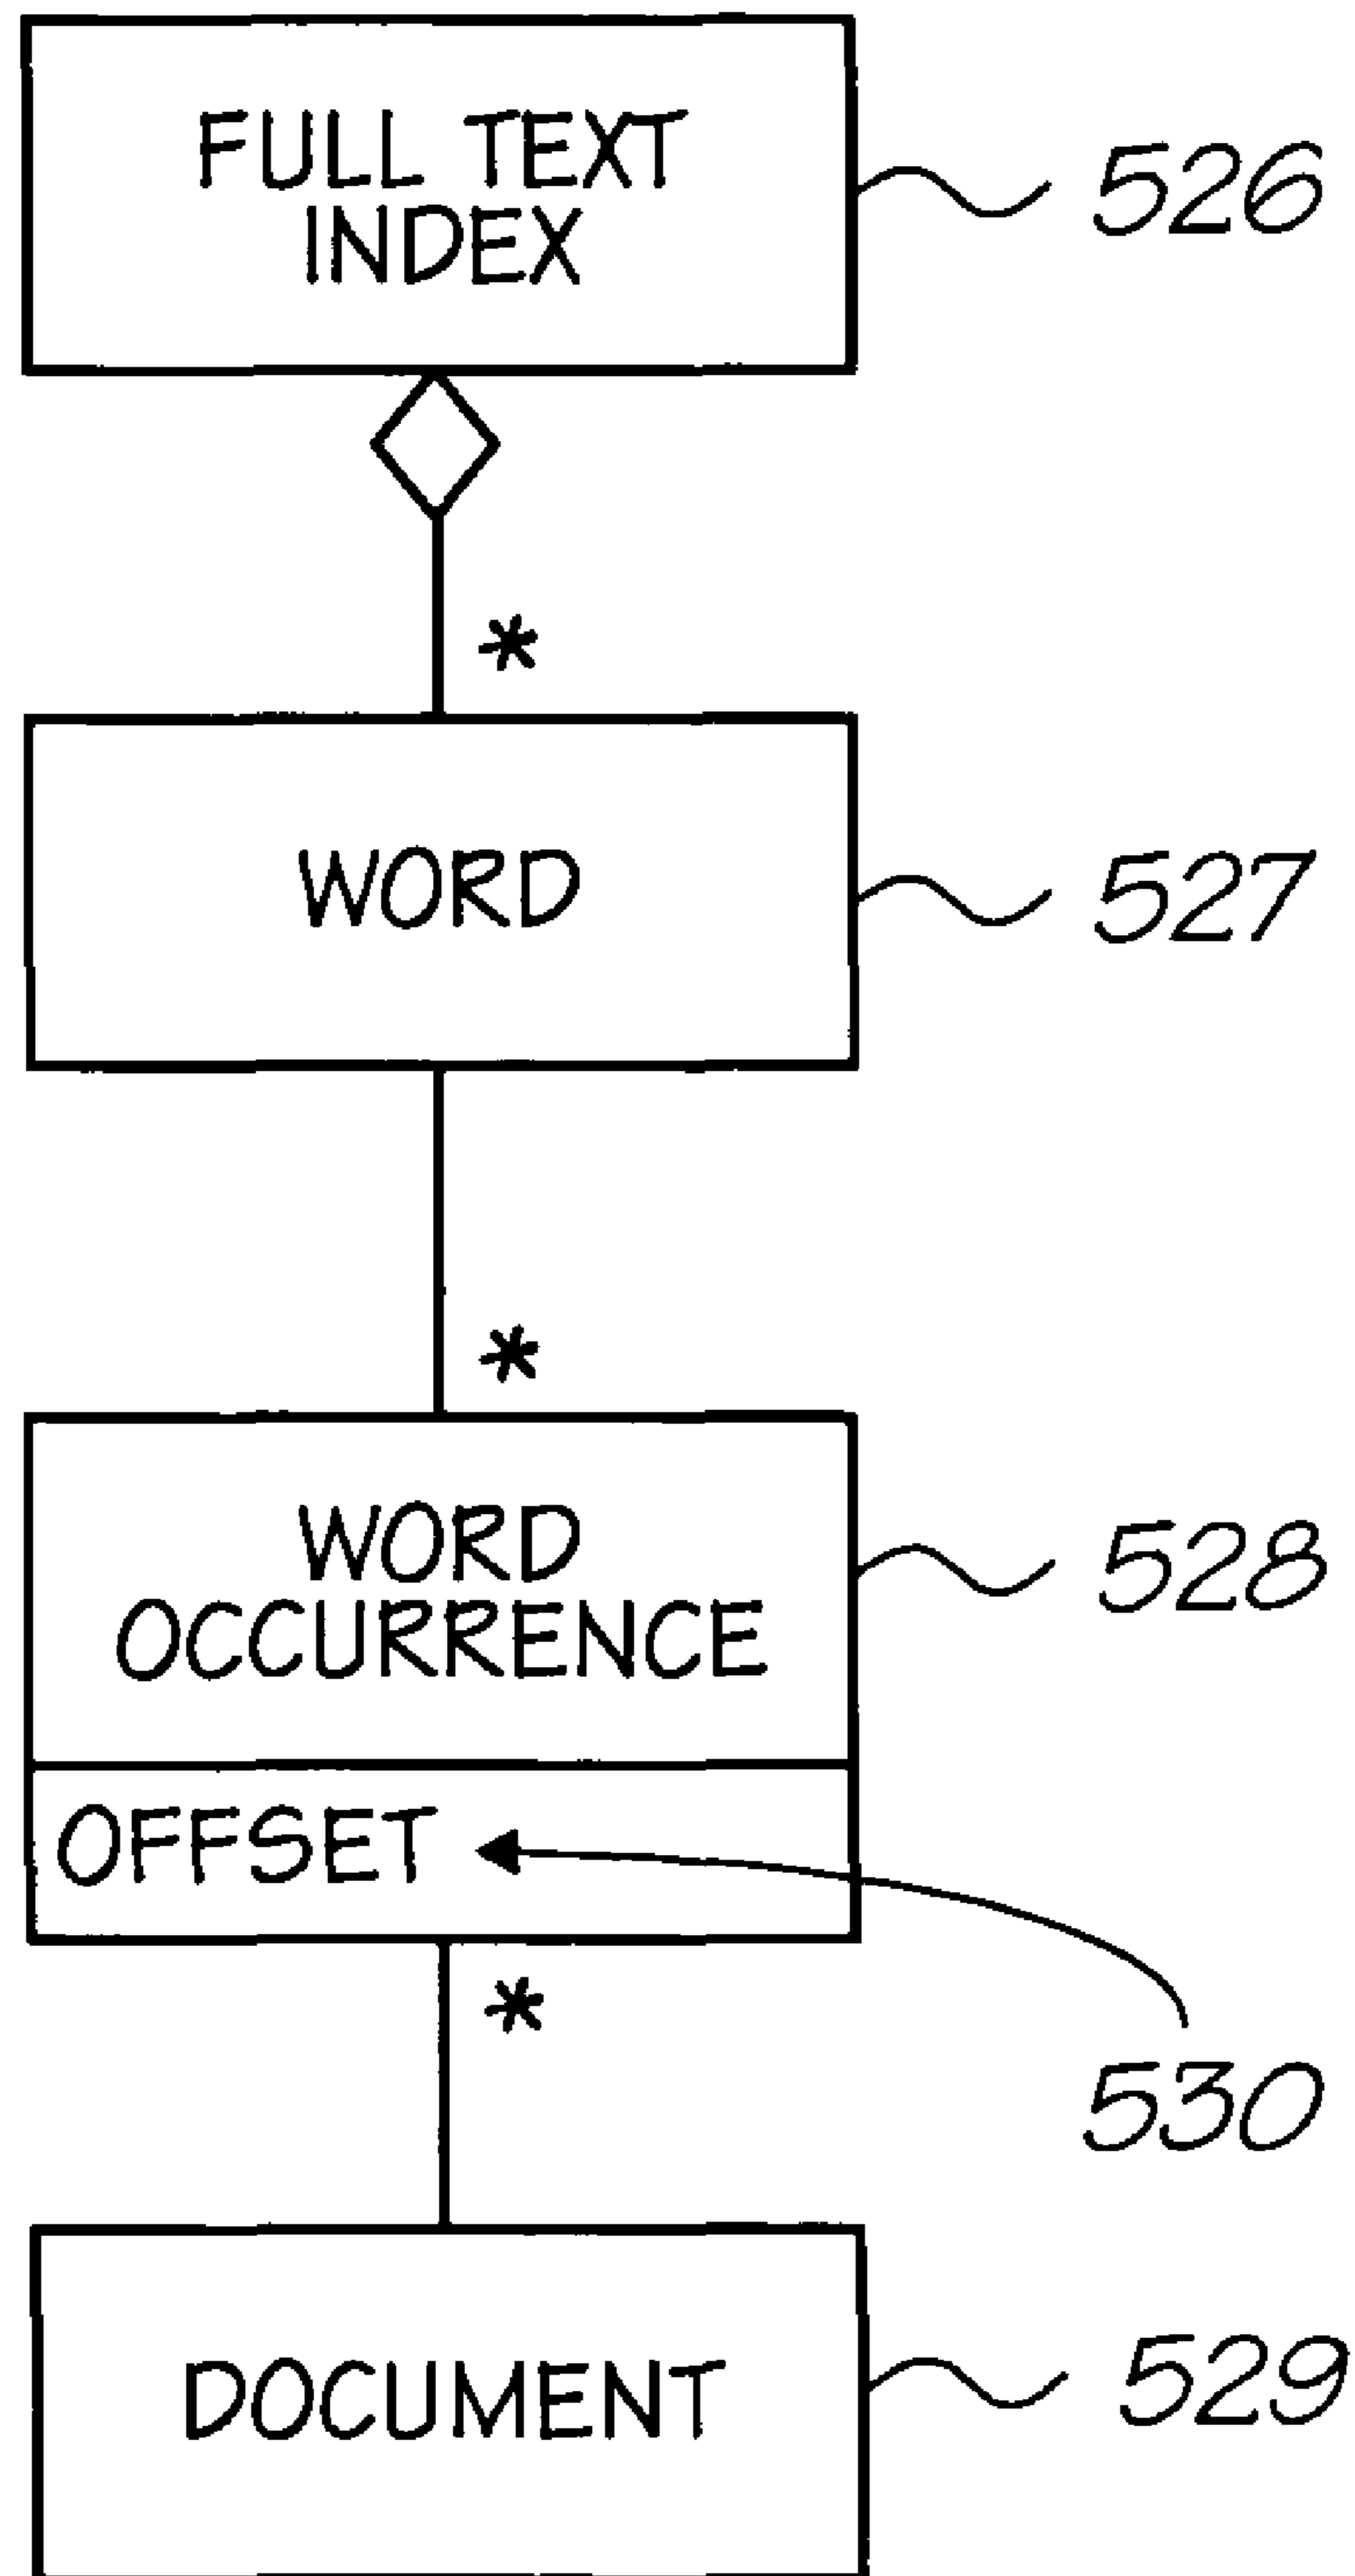 FULL TEXT
INDEX
526
*
WORD
527
*
WORD
OCCURRENCE
528
OFFSET
*
530
DOCUMENT
529